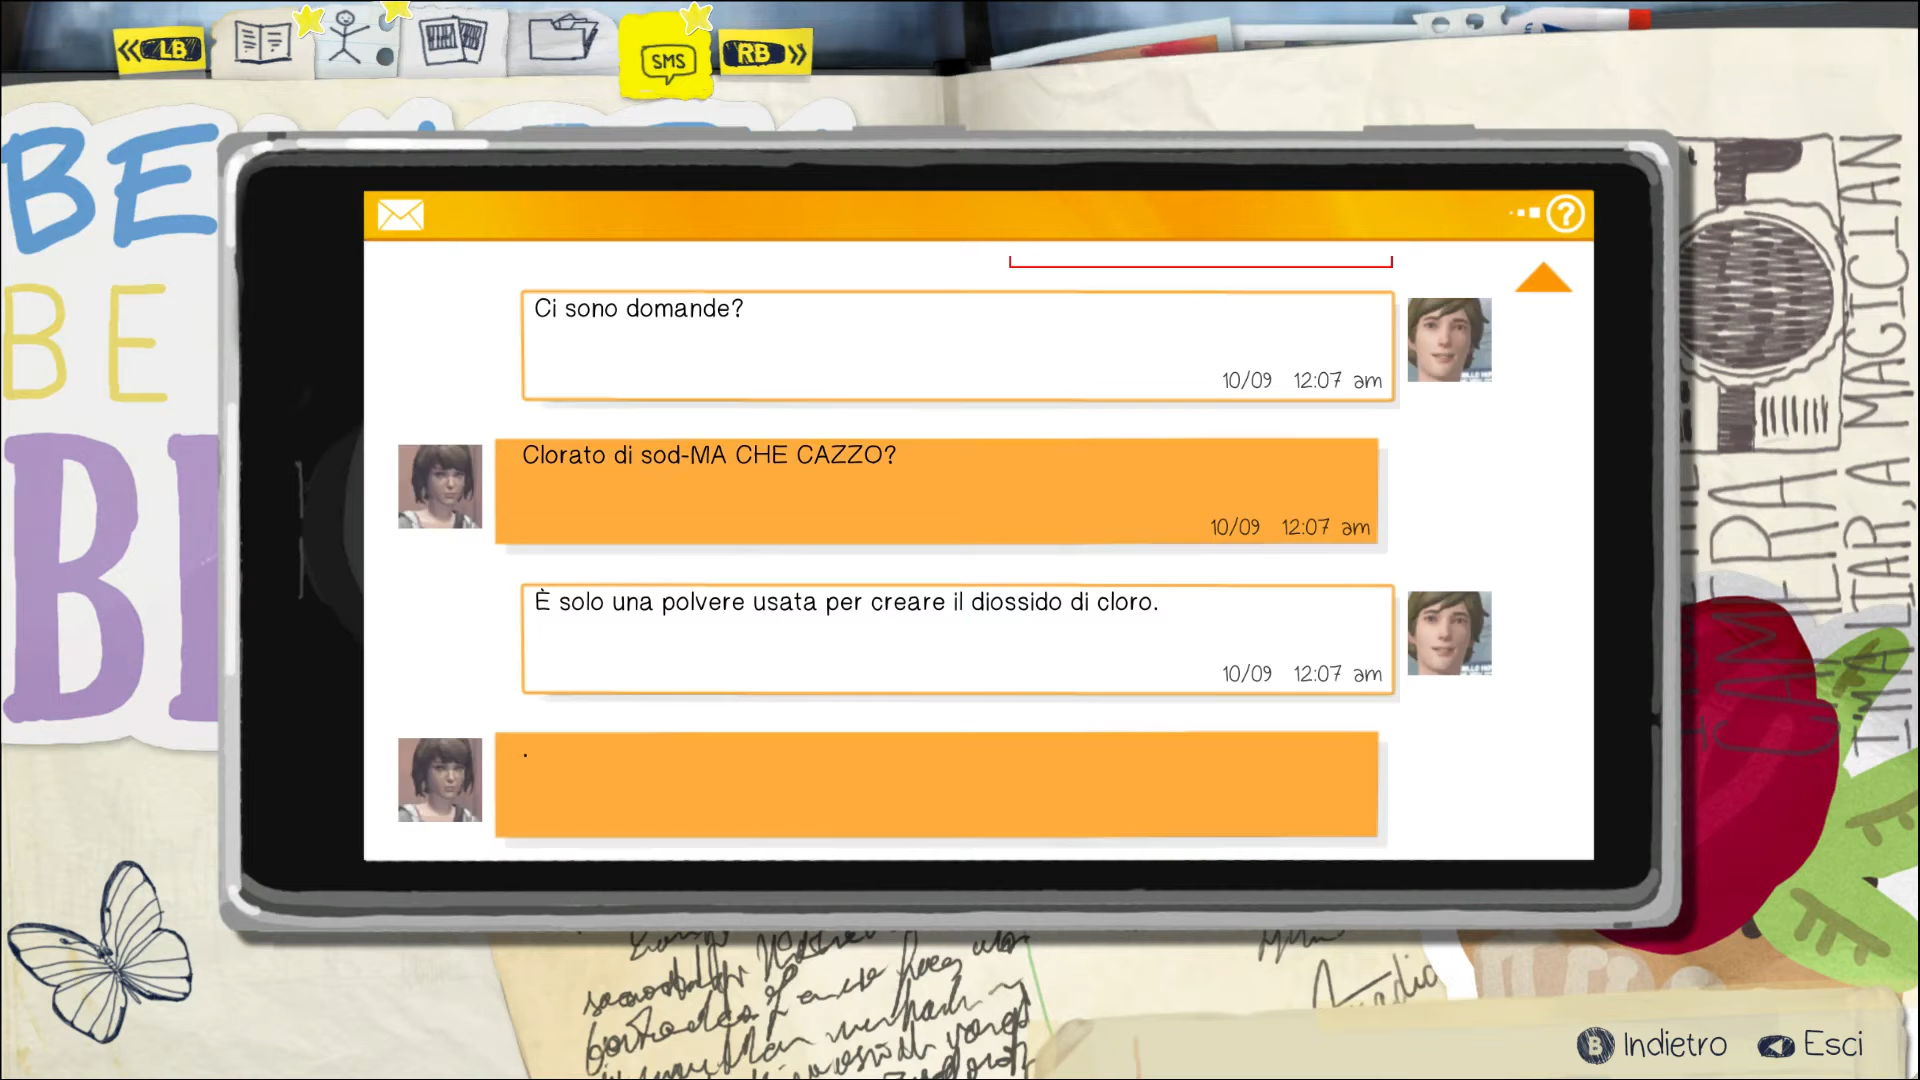 LB
SMS
RB
BE
BE
BE
Ci sono domande?
10/09 12:07 am
Clorato di sod-MA CHE CAZZO?
10/09 12:07 am
È solo una polvere usata per creare il diossido di cloro.
10/09 12:07 am
.
CAMERA
LIAR, A MAGICIAN
B Indietro
Esci